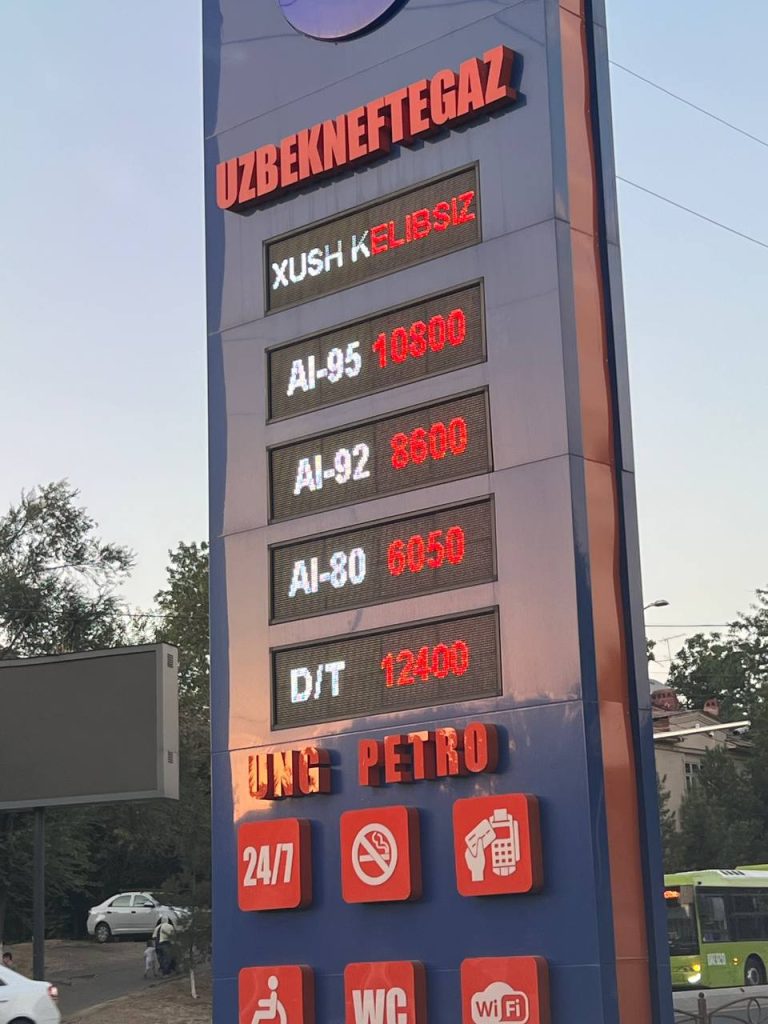 UZBEKNEFTEGAZ
XUSH KELIBSIZ
AI-95 10800
AI-92 8600
AI-80 6050
D/T 12400
UNG PETRO
24/7
WC
WiFi